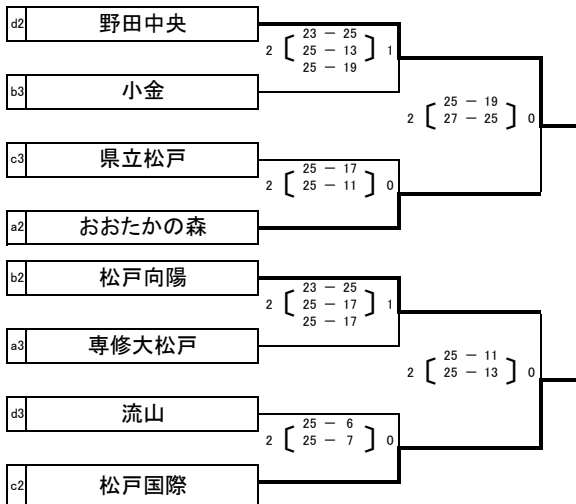 d2 野田中央
23 － 25
2 〔 25 － 13 〕 1
25 － 19
b3 小金
25 － 19
2 〔 27 － 25 〕 0
c3 県立松戸
25 － 17
2 〔 25 － 11 〕 0
a2 おおたかの森
b2 松戸向陽
23 － 25
2 〔 25 － 17 〕 1
25 － 17
a3 専修大松戸
25 － 11
2 〔 25 － 13 〕 0
d3 流山
25 － 6
2 〔 25 － 7 〕 0
c2 松戸国際